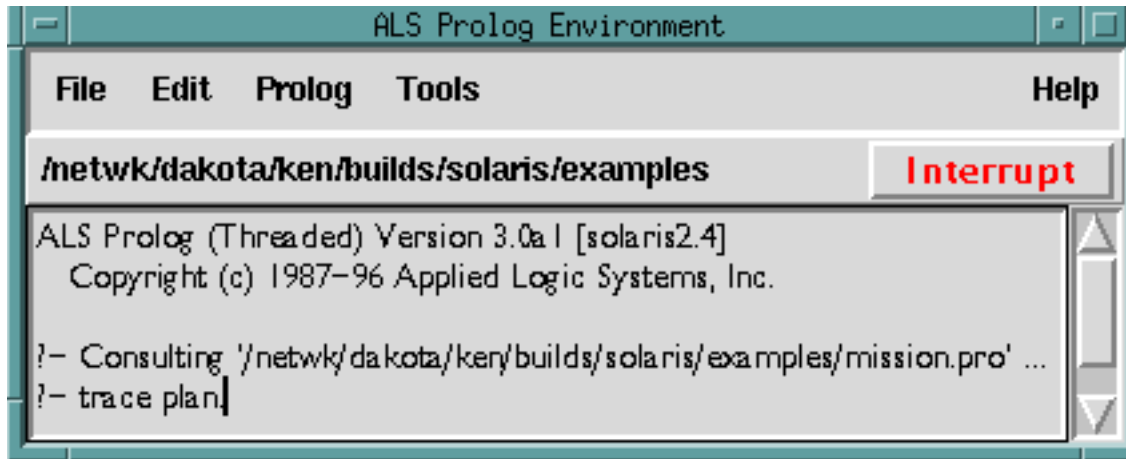 ALS Prolog Environment
File Edit Prolog Tools Help
/netwk/dakota/ken/builds/solaris/examples Interrupt
ALS Prolog (Threaded) Version 3.0a1 [solaris2.4]
Copyright (c) 1987-96 Applied Logic Systems, Inc.
?- Consulting '/netwk/dakota/ken/builds/solaris/examples/mission.pro' ...
?- trace plan.